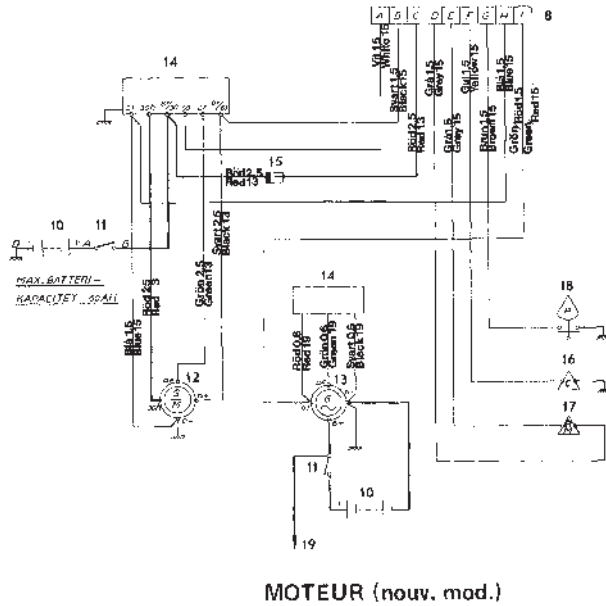 A B C D E F G H I 8
Vit 1.5
White 15
Svart 1.5
Black 15
Röd 2.5
Red 13
Grå 1.5
Grey 15
Grå 1.5
Grey 15
Gul 1.5
Yellow 15
Brun 1.5
Brown 15
Blå 1.5
Blue 15
Grön
Green
Röd 1.5
Red 15
14
15
Röd 2.5
Red 13
10
11
A B
MAX. BATTERI-
KAPACITET
Blå 1.5
Blue 15
Röd 2.5
Red
Grön 2.5
Green 13
Svart 2.5
Black 13
12
14
Röd 0.6
Red 19
Grön 0.6
Green 19
Svart 0.6
Black 19
13
G
11
10
19
18
16
17
MOTEUR (nouv. mod.)